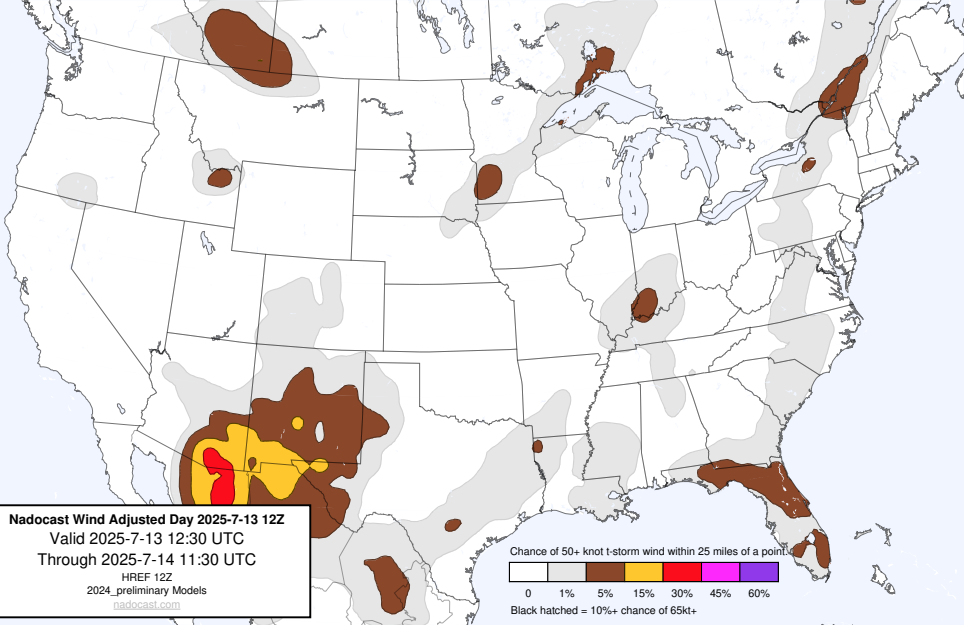 Nadocast Wind Adjusted Day 2025-7-13 12Z
Valid 2025-7-13 12:30 UTC
Through 2025-7-14 11:30 UTC
HREF 12Z
2024_preliminary Models
nadocast.com
Chance of 50+ knot t-storm wind within 25 miles of a point.
0 1% 5% 15% 30% 45% 60%
Black hatched = 10%+ chance of 65kt+